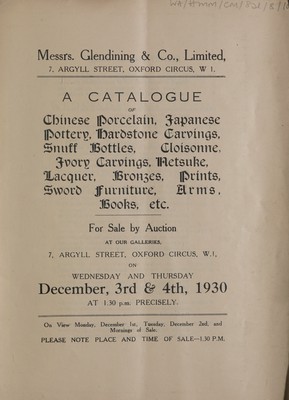 Messrs. Glendining & Co., Limited,
7, ARGYLL STREET, OXFORD CIRCUS, W 1.
A CATALOGUE
OF
Chinese Porcelain, Japanese
Pottery, Hardstone Carvings,
Snuff Bottles, Cloisonne,
Ivory Carvings, Netsuke,
Lacquer, Bronzes, Prints,
Sword Furniture, Arms,
Books, etc.
For Sale by Auction
AT OUR GALLERIES,
7, ARGYLL STREET, OXFORD CIRCUS, W.1,
ON
WEDNESDAY AND THURSDAY
December, 3rd & 4th, 1930
AT 1.30 p.m. PRECISELY.
On View Monday, December 1st, Tuesday, December 2nd, and
Mornings of Sale.
PLEASE NOTE PLACE AND TIME OF SALE—1.30 P.M.